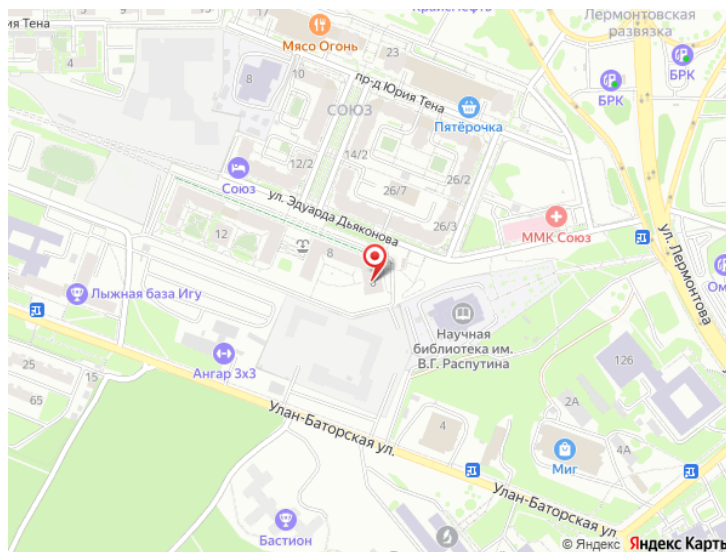 Юрия Тена
4
Мясо Огонь
23
Лермонтовская
развязка
БРК
БРК
8
10
пр-д Юрия Тена
СОЮЗ
Пятёрочка
12/2
14/2
26/2
26/7
Союз
ул. Эдуарда Дьяконова
26/3
ММК Союз
12
8
ул. Лермонтова
Ом
Лыжная база Игу
Научная
библиотека им.
В.Г. Распутина
126
Ангар 3х3
25
15
65
2А
Улан-Баторская ул.
4
4А
Миг
Улан-Баторская ул.
Бастион
© Яндекс Яндекс Карты